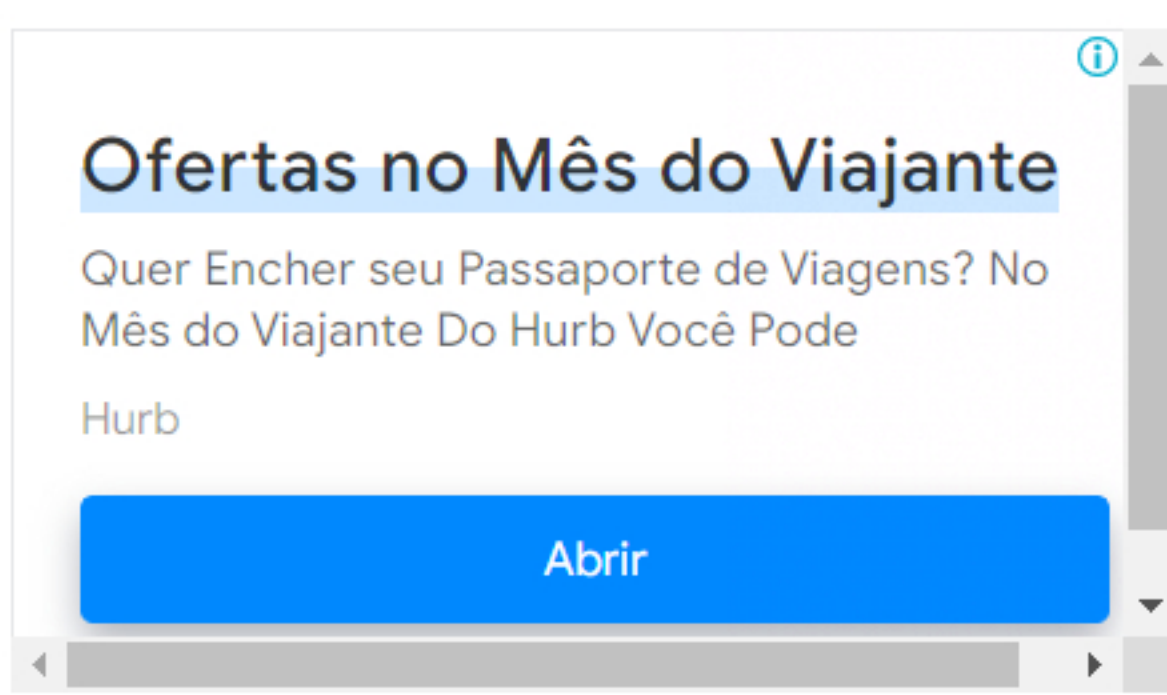 Ofertas no Mês do Viajante
Quer Encher seu Passaporte de Viagens? No
Mês do Viajante Do Hurb Você Pode
Hurb
Abrir